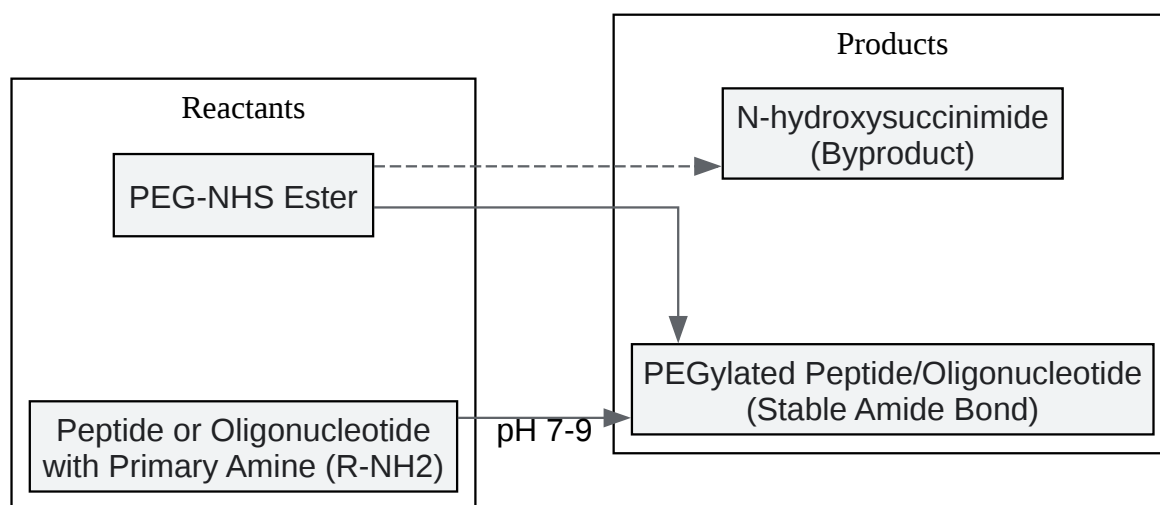 Reactants
PEG-NHS Ester
Peptide or Oligonucleotide
with Primary Amine (R-NH2)
pH 7-9
Products
N-hydroxysuccinimide
(Byproduct)
PEGylated Peptide/Oligonucleotide
(Stable Amide Bond)